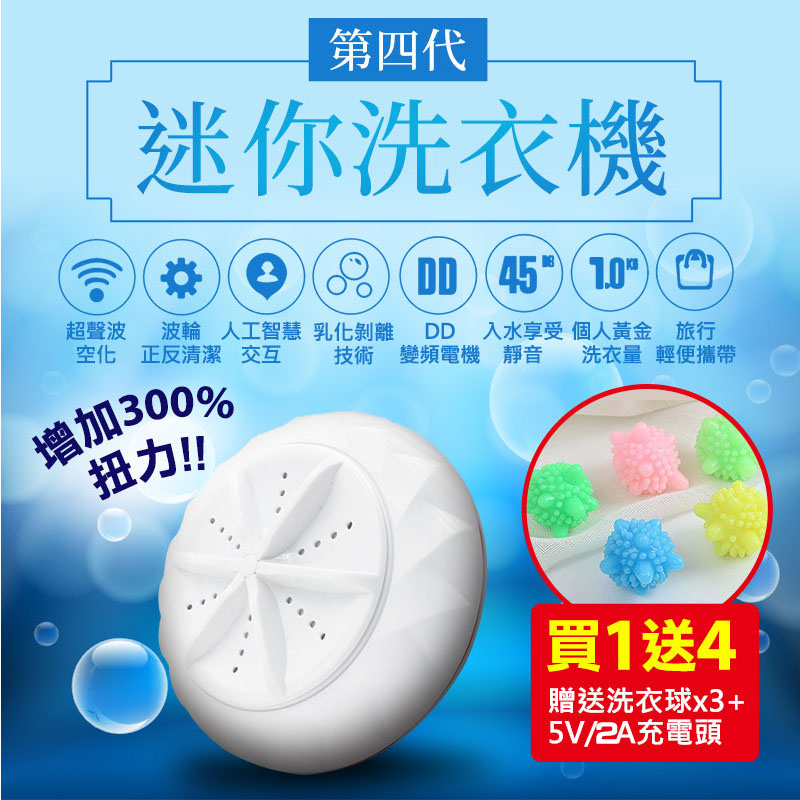 第四代
迷你洗衣機
DD 45 DB 1.0 KG
超聲波 波輪 人工智慧 乳化剝離 DD 入水享受 個人黃金 旅行
空化 正反清潔 交互 技術 變頻電機 靜音 洗衣量 輕便攜帶
增加300%
扭力!!
買1送4
贈送洗衣球x3+
5V/2A充電頭